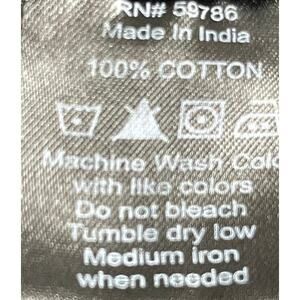 RN# 59786
Made In India
100% COTTON
Machine Wash
with like colors
Do not bleach
Tumble dry low
Medium iron
when needed